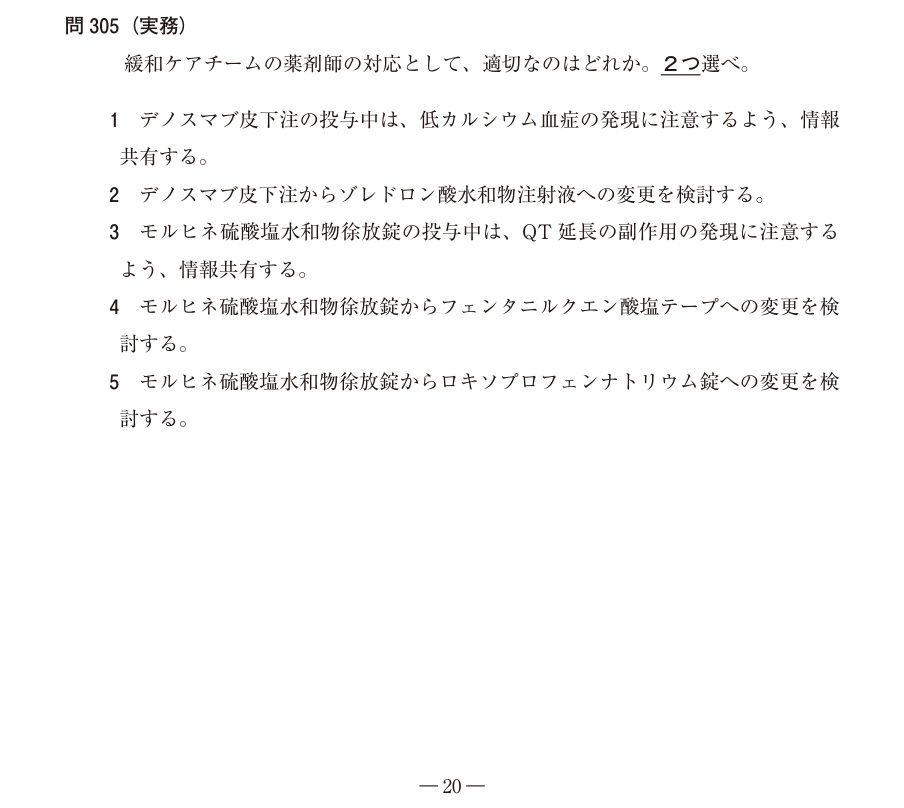 問 305（実務）
緩和ケアチームの薬剤師の対応として、適切なのはどれか。２つ選べ。
1　デノスマブ皮下注の投与中は、低カルシウム血症の発現に注意するよう、情報
共有する。
2　デノスマブ皮下注からゾレドロン酸水和物注射液への変更を検討する。
3　モルヒネ硫酸塩水和物徐放錠の投与中は、QT 延長の副作用の発現に注意する
よう、情報共有する。
4　モルヒネ硫酸塩水和物徐放錠からフェンタニルクエン酸塩テープへの変更を検
討する。
5　モルヒネ硫酸塩水和物徐放錠からロキソプロフェンナトリウム錠への変更を検
討する。
― 20 ―